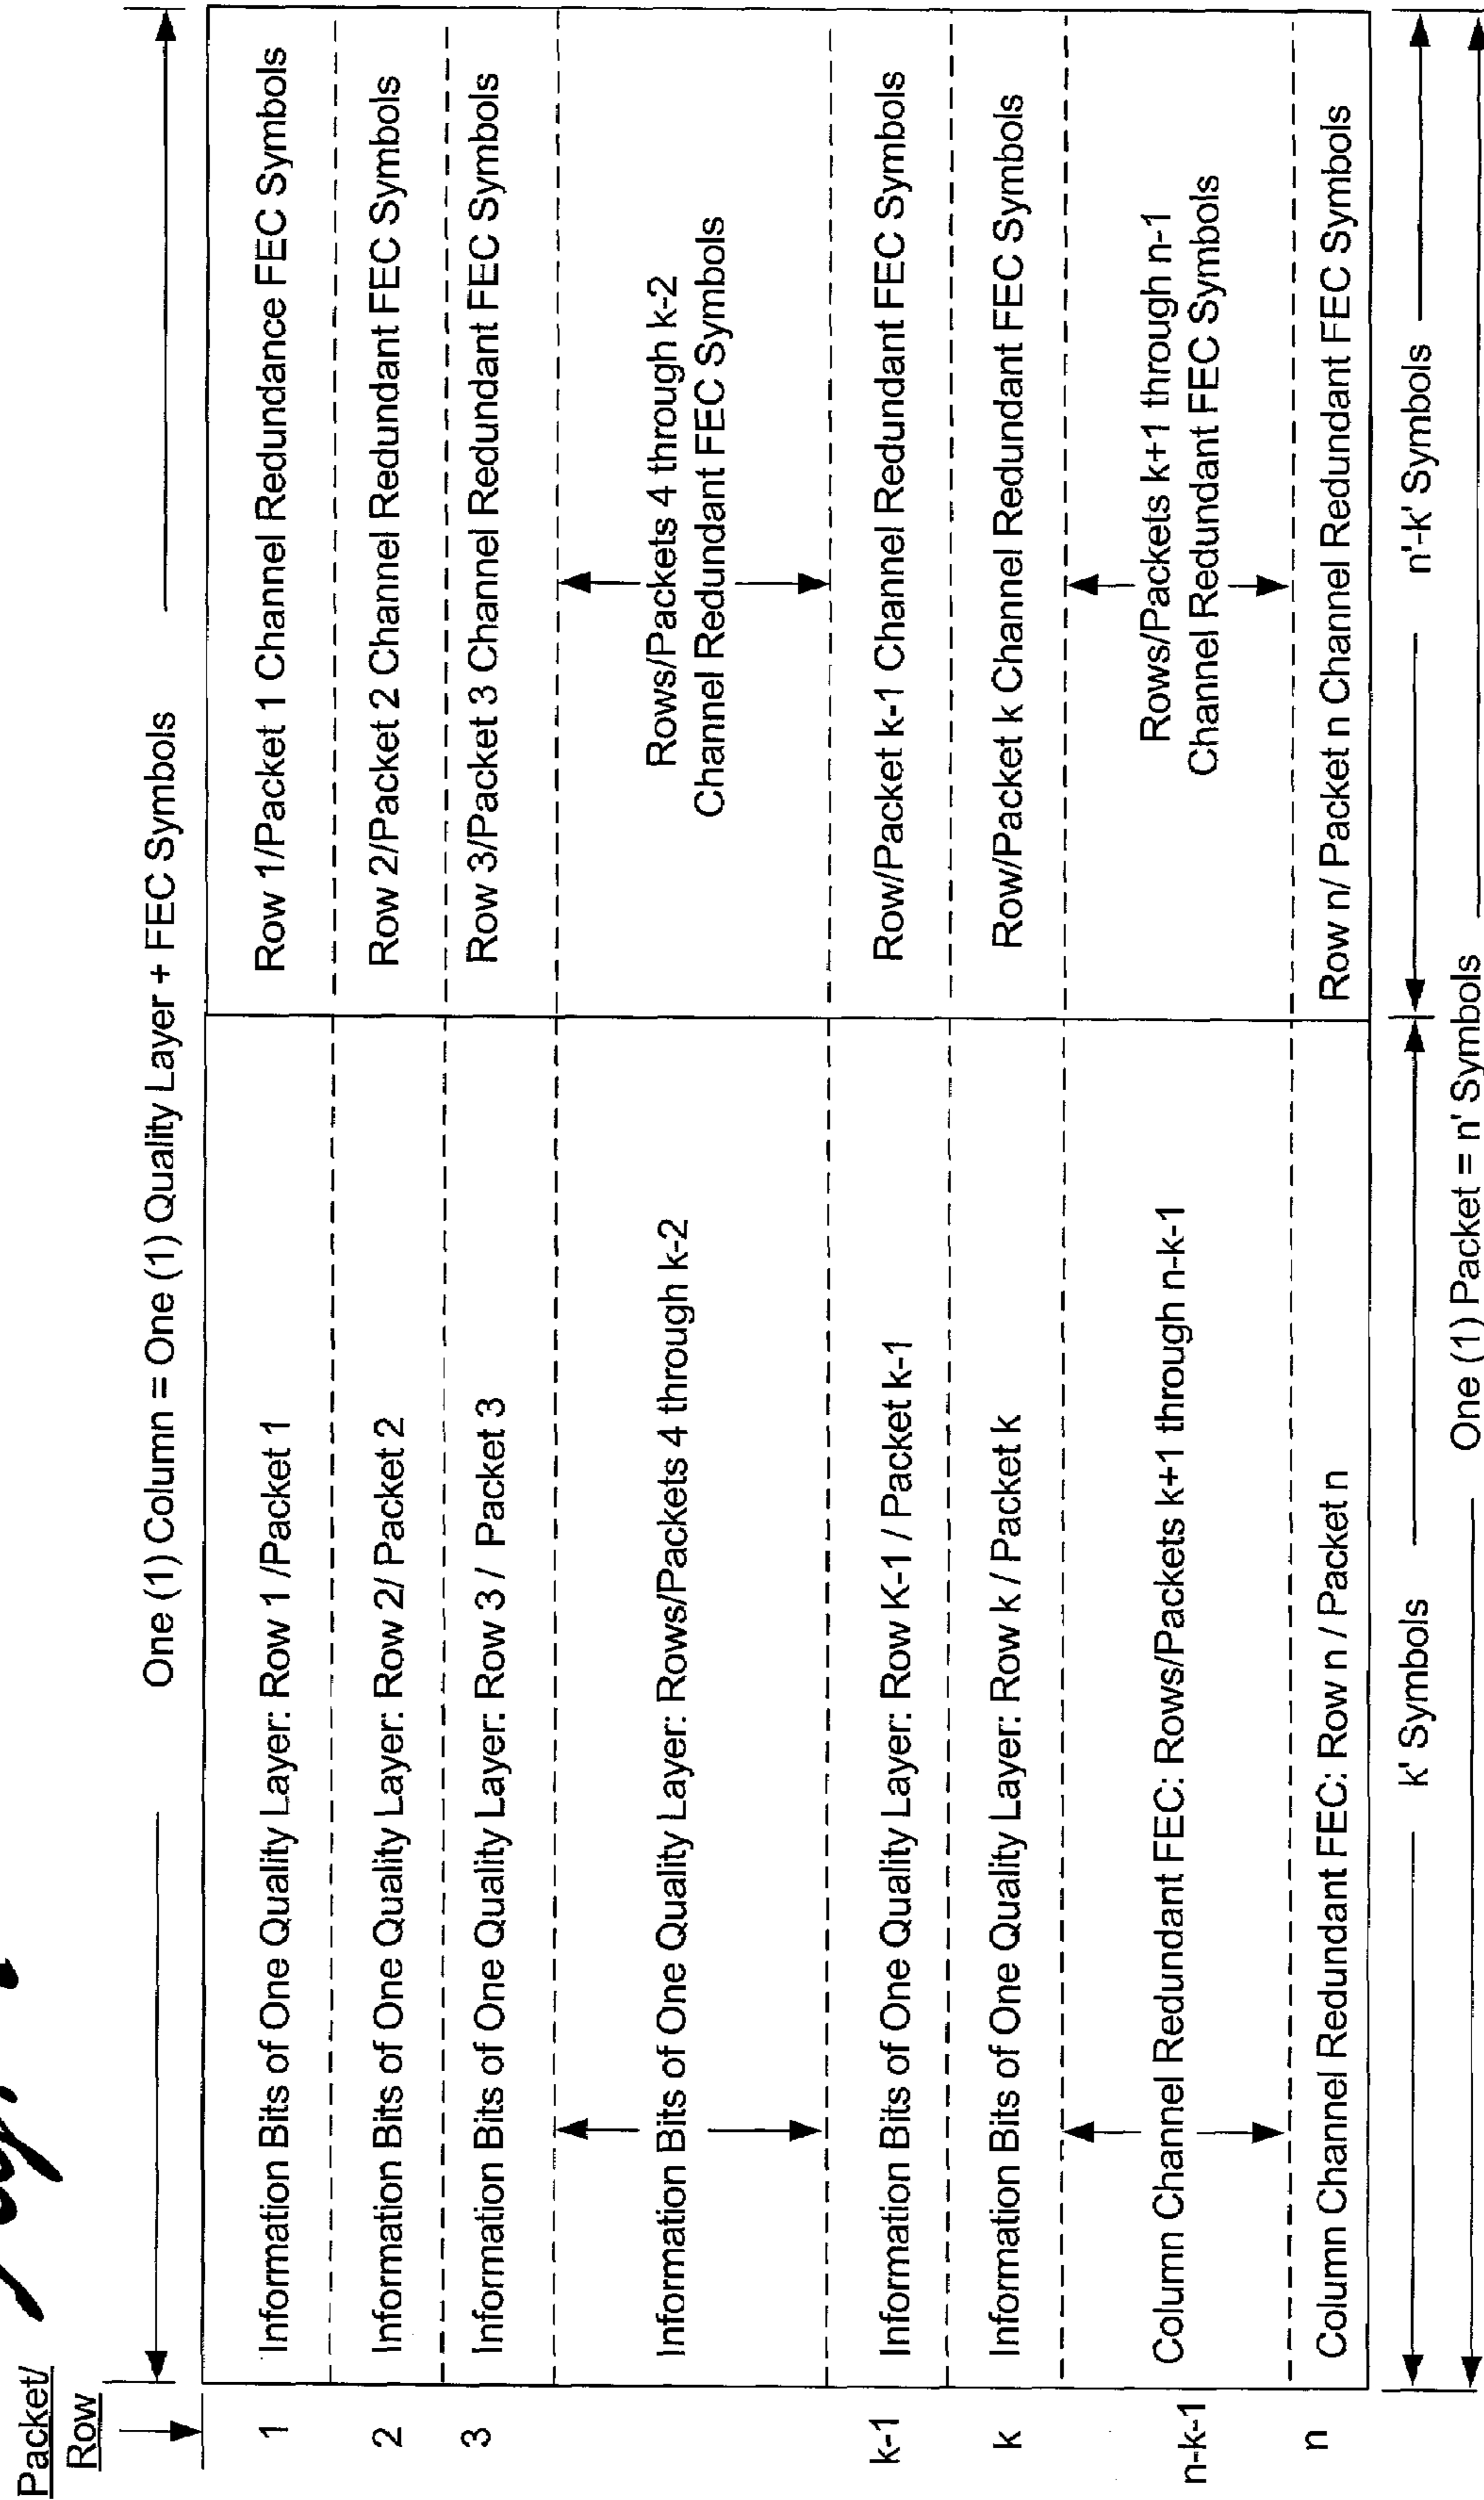 Packet/
Row
One (1) Column = One (1) Quality Layer + FEC Symbols
1
Information Bits of One Quality Layer: Row 1 /Packet 1
Row 1/Packet 1 Channel Redundance FEC Symbols
2
Information Bits of One Quality Layer: Row 2/ Packet 2
Row 2/Packet 2 Channel Redundant FEC Symbols
3
Information Bits of One Quality Layer: Row 3 / Packet 3
Row 3/Packet 3 Channel Redundant FEC Symbols
Information Bits of One Quality Layer: Rows/Packets 4 through k-2
Rows/Packets 4 through k-2
Channel Redundant FEC Symbols
k-1
Information Bits of One Quality Layer: Row K-1 / Packet k-1
Row/Packet k-1 Channel Redundant FEC Symbols
k
Information Bits of One Quality Layer: Row k / Packet k
Row/Packet k Channel Redundant FEC Symbols
n-k-1
Column Channel Redundant FEC: Rows/Packets k+1 through n-k-1
Rows/Packets k+1 through n-1
Channel Redundant FEC Symbols
n
Column Channel Redundant FEC: Row n / Packet n
Row n/ Packet n Channel Redundant FEC Symbols
k' Symbols
n'-k' Symbols
One (1) Packet = n' Symbols